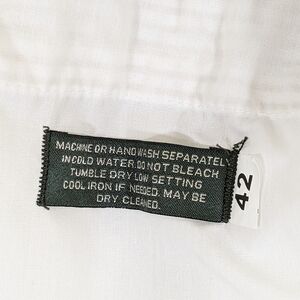 MACHINE OR HAND WASH SEPARATELY
IN COLD WATER. DO NOT BLEACH
TUMBLE DRY LOW SETTING
COOL IRON IF NEEDED. MAY BE
DRY CLEANED.
42